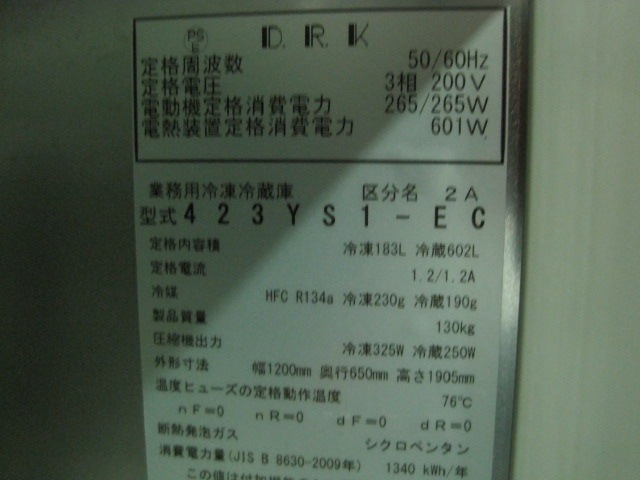 PS E D.R.K
定格周波数 50/60Hz
定格電圧 3相 200V
電動機定格消費電力 265/265W
電熱装置定格消費電力 601W
業務用冷凍冷蔵庫 区分名 2A
型式 423YS1-EC
定格内容積 冷凍183L 冷蔵602L
定格電流 1.2/1.2A
冷媒 HFC R134a 冷凍230g 冷蔵190g
製品質量 130kg
圧縮機出力 冷凍325W 冷蔵250W
外形寸法 幅1200mm 奥行650mm 高さ1905mm
温度ヒューズの定格動作温度 76℃
nF=0 nR=0 dF=0 dR=0
断熱発泡ガス シクロペンタン
消費電力量(JIS B 8630-2009年) 1340 kWh/年
この値は付加機能